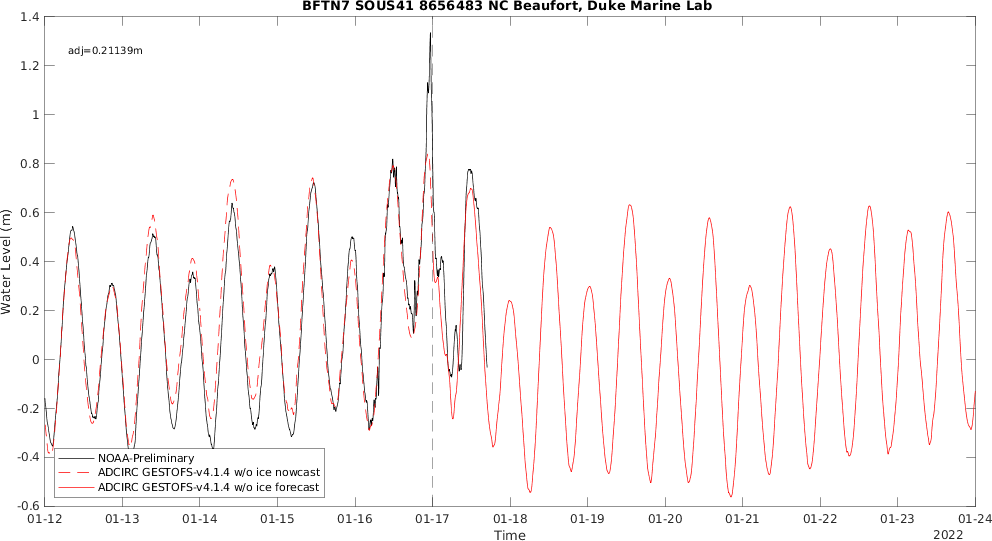 BFTN7 SOUS41 8656483 NC Beaufort, Duke Marine Lab
1.4
adj=0.21139m
1.2
1
0.8
0.6
0.4
0.2
0
-0.2
-0.4
-0.6
Water Level (m)
NOAA-Preliminary
ADCIRC GESTOFS-v4.1.4 w/o ice nowcast
ADCIRC GESTOFS-v4.1.4 w/o ice forecast
01-12 01-13 01-14 01-15 01-16 01-17 01-18 01-19 01-20 01-21 01-22 01-23 01-24
Time
2022